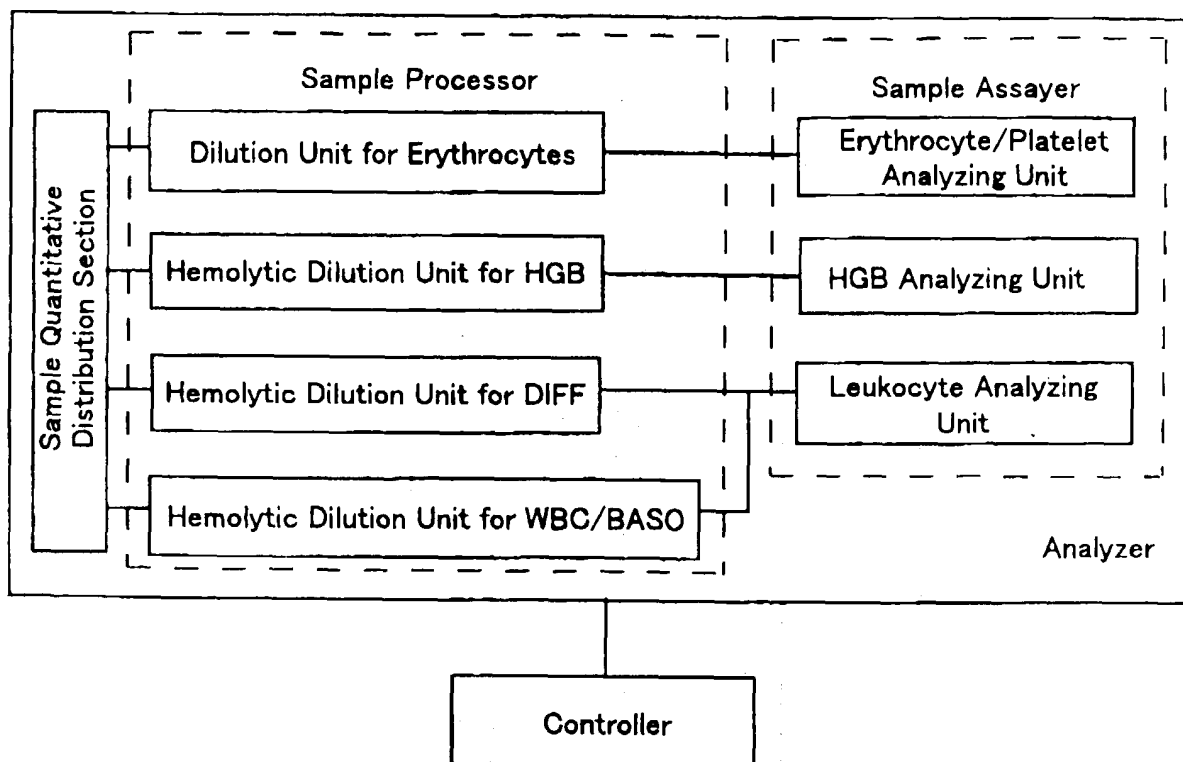 Sample Processor
Sample Assayer
Sample Quantitative
Distribution Section
Dilution Unit for Erythrocytes
Erythrocyte/Platelet
Analyzing Unit
Hemolytic Dilution Unit for HGB
HGB Analyzing Unit
Hemolytic Dilution Unit for DIFF
Leukocyte Analyzing
Unit
Hemolytic Dilution Unit for WBC/BASO
Analyzer
Controller